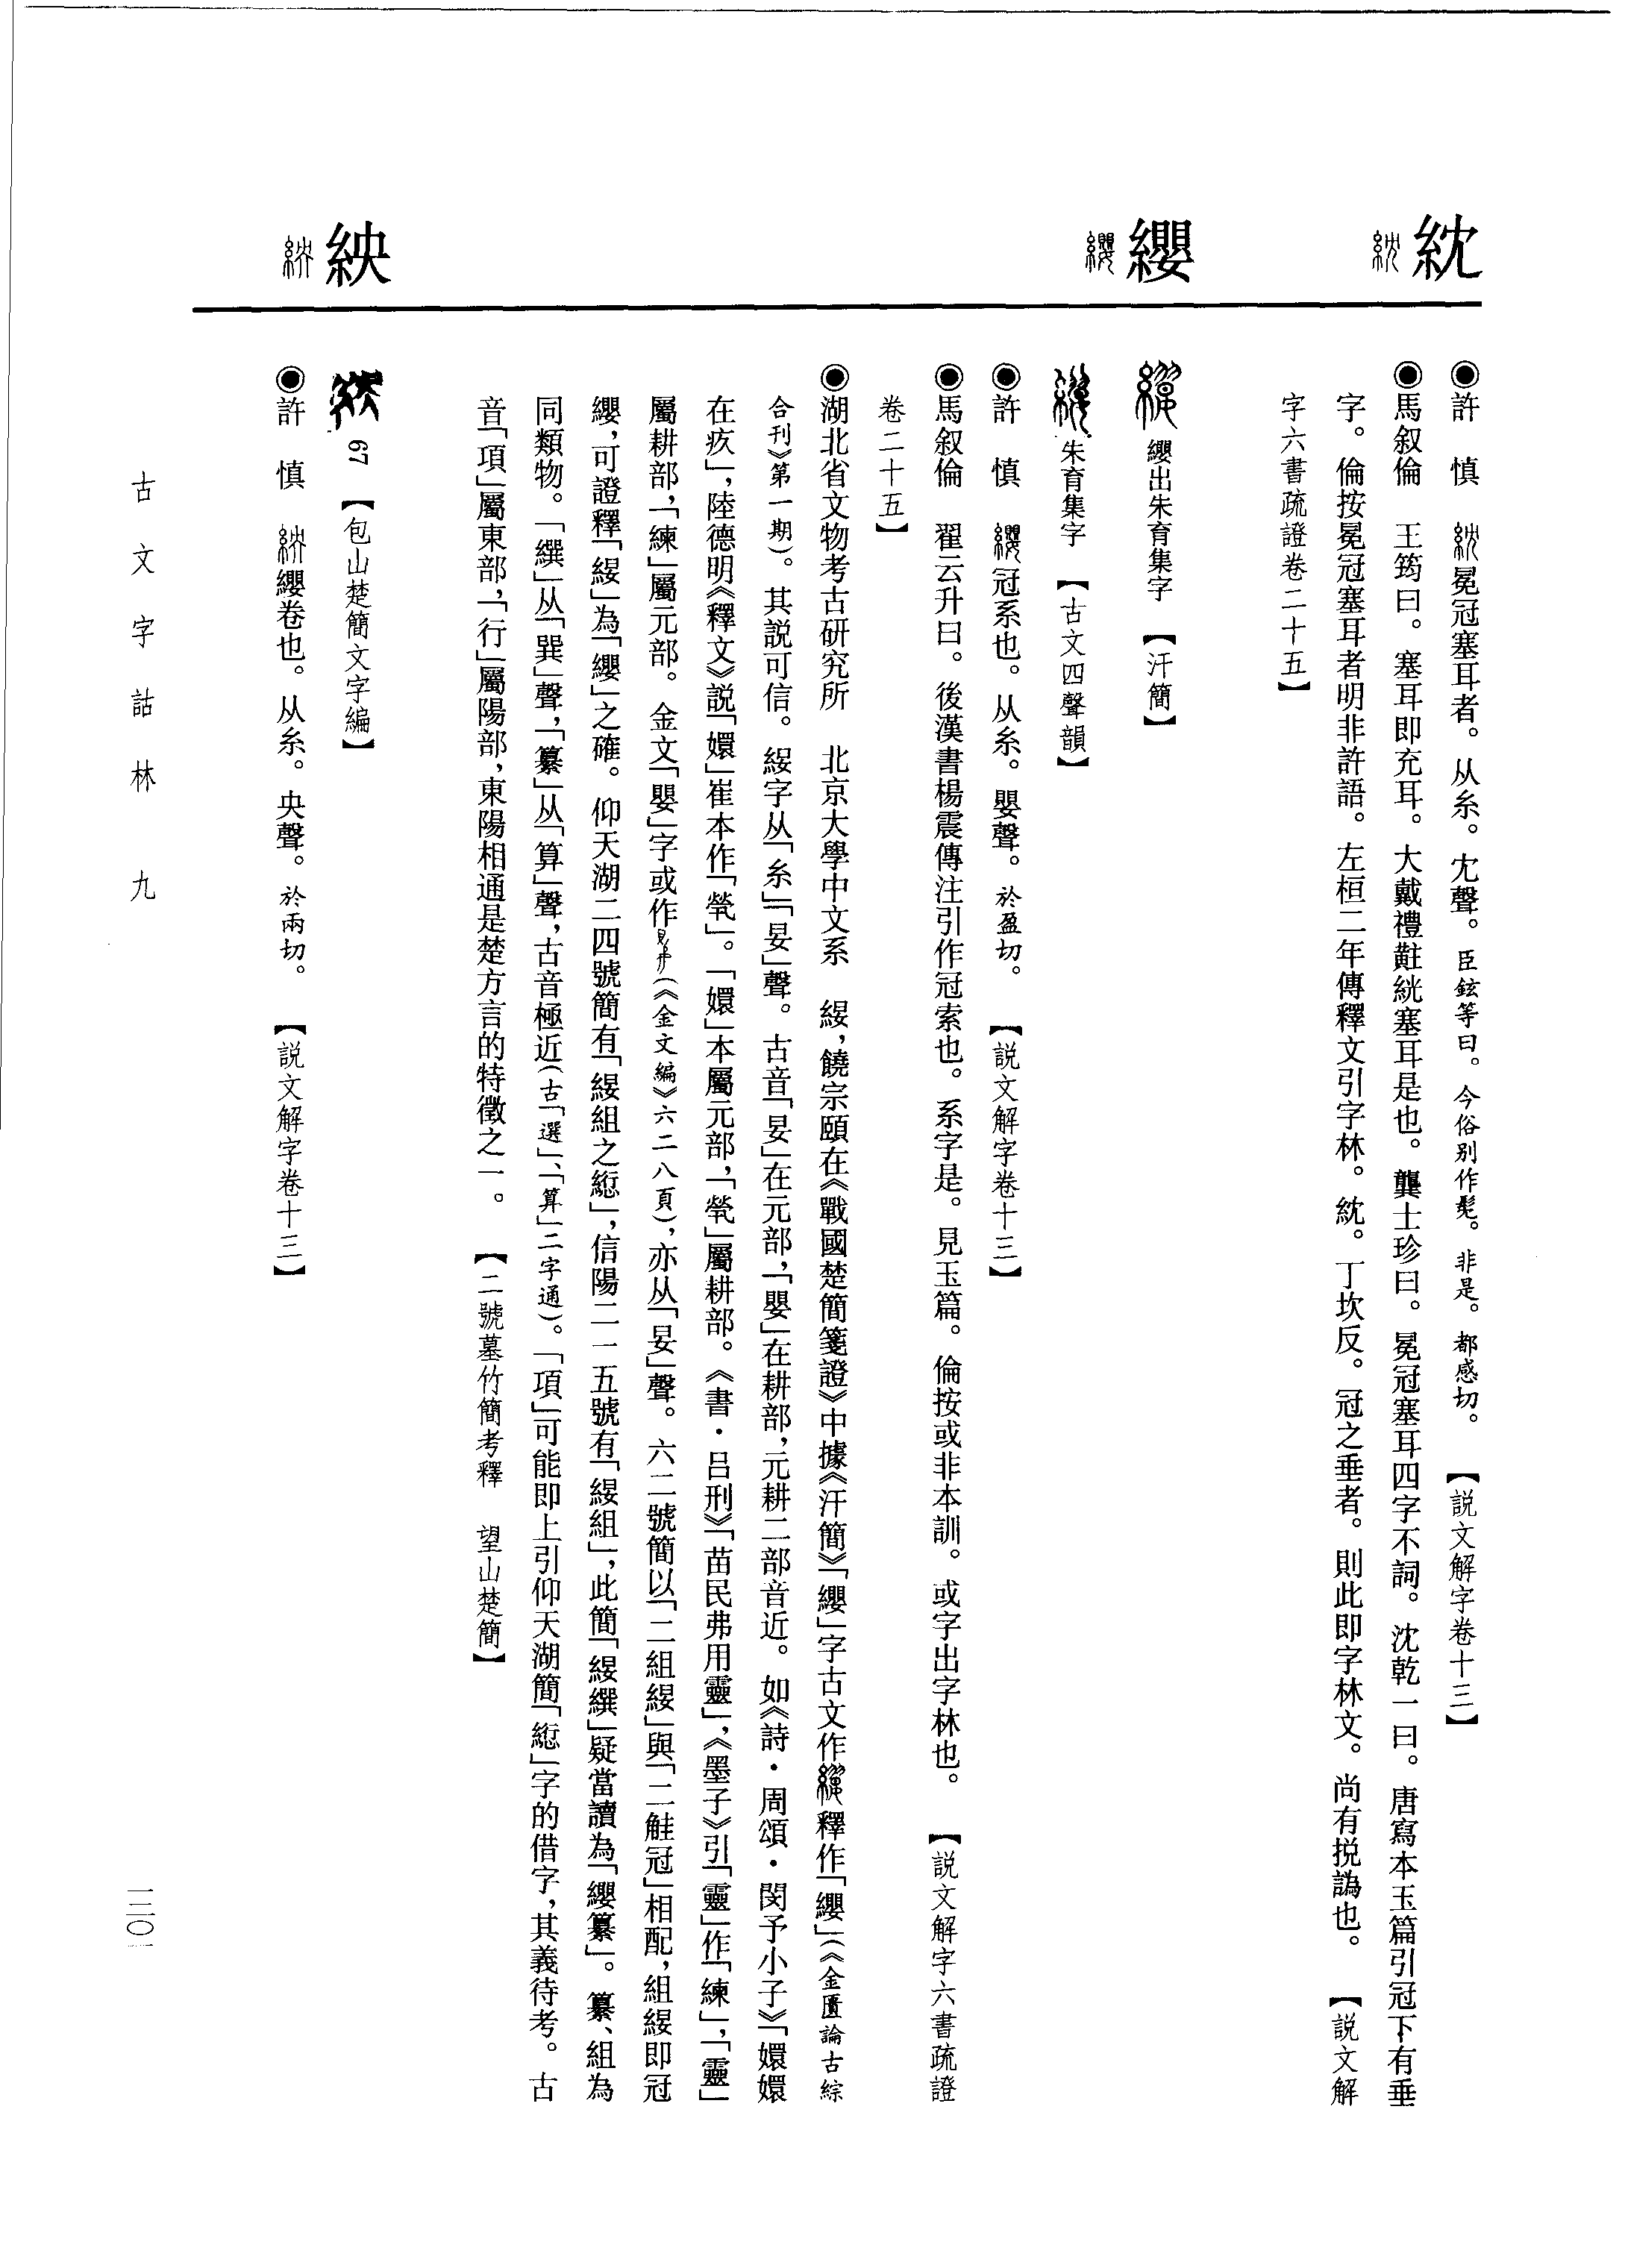 紞
◉許　慎　冕冠塞耳者。从糸。冘聲。臣鉉等曰。今俗别作髧。非是。都感切。【説文解字卷十三】
◉馬叙倫　王筠曰。塞耳即充耳。大戴禮黈絖塞耳是也。龔士珍曰。冕冠塞耳四字不詞。沈乾一曰。唐寫本玉篇引冠下有垂
字。倫按冕冠塞耳者明非許語。左桓二年傳釋文引字林。紞。丁坎反。冠之垂者。則此即字林文。尚有挩譌也。【説文解
字六書疏證卷二十五】
纓
纓出朱育集字【汗簡】
朱育集字【古文四聲韻】
◉許　慎　冠系也。从糸。嬰聲。於盈切。【説文解字卷十三】
◉馬叙倫　翟云升曰。後漢書楊震傳注引作冠索也。系字是。見玉篇。倫按或非本訓。或字出字林也。【説文解字六書疏證
卷二十五】
◉湖北省文物考古研究所　北京大學中文系　緩，饒宗頤在《戰國楚簡箋證》中據《汗簡》「纓」字古文作釋作「纓」（《金匱論古綜
合刊》第一期）。其説可信。緩字从「糸」「妟」聲。古音「妟」在元部，「嬰」在耕部，元耕二部音近。如《詩·周頌·閔予小子》「嬛嬛
在疚」，陸德明《釋文》説「嬛」崔本作「煢」。「嬛」本屬元部，「煢」屬耕部。《書·吕刑》「苗民弗用靈」，《墨子》引「靈」作「練」，「靈」
屬耕部，「練」屬元部。金文「嬰」字或作（《金文編》六二八頁），亦从「妟」聲。六二號簡以「二組緩」與「二觟冠」相配，組緩即冠
纓，可證釋「緩」為「纓」之確。仰天湖二四號簡有「緩組之綐」，信陽二一五號有「緩組」，此簡「緩繏」疑當讀為「纓纂」。纂、組為
同類物。「繏」从「巽」聲，「纂」从「算」聲，古音極近（古「選」、「算」二字通）。「項」可能即上引仰天湖簡「綐」字的借字，其義待考。古
音「項」屬東部，「行」屬陽部，東陽相通是楚方言的特徵之一。【二號墓竹簡考釋　望山楚簡】
紻
67【包山楚簡文字編】
◉許　慎　纓卷也。从糸。央聲。於兩切。【説文解字卷十三】
古文字詁林　九
一二〇一